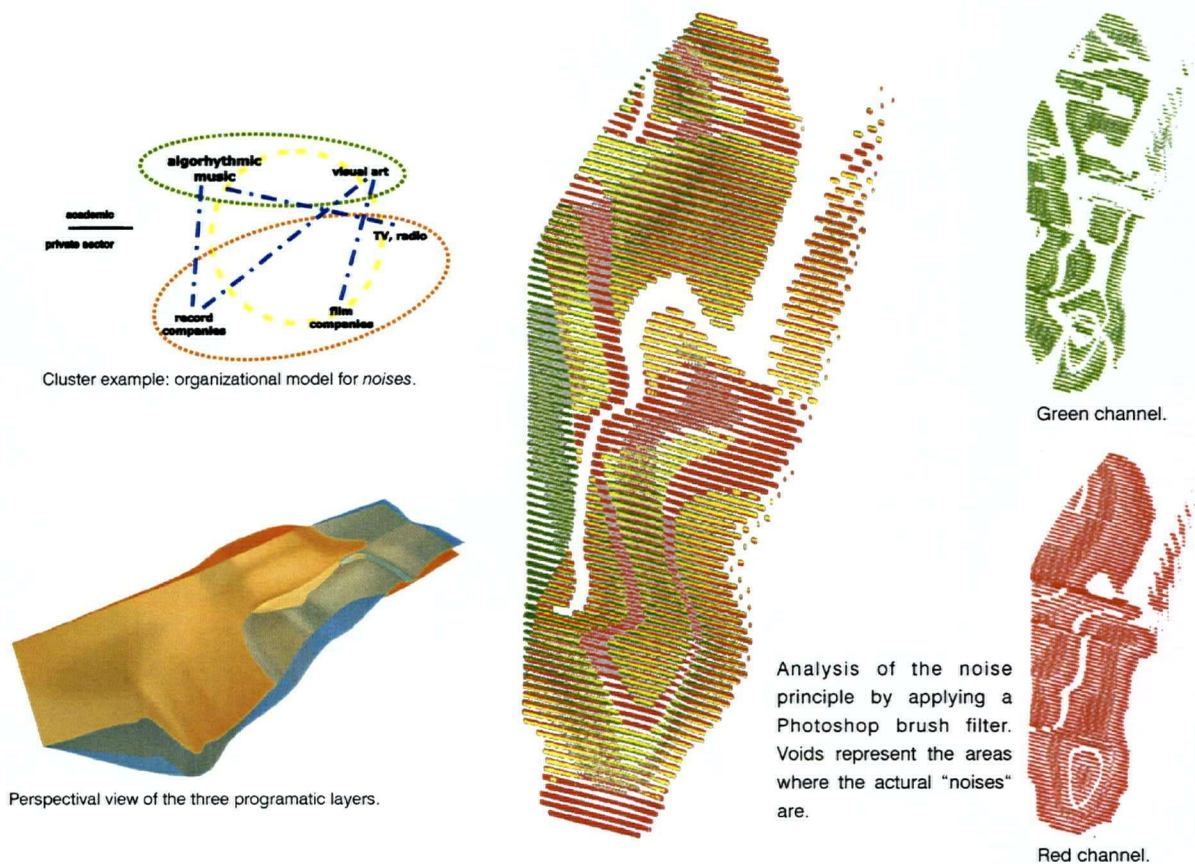 algorhythmic
music
visual art
academic
private sector
TV, radio
record
companies
film
companies
Cluster example: organizational model for noises.
Perspectival view of the three programatic layers.
Analysis of the noise
principle by applying a
Photoshop brush filter.
Voids represent the areas
where the actural "noises"
are.
Green channel.
Red channel.